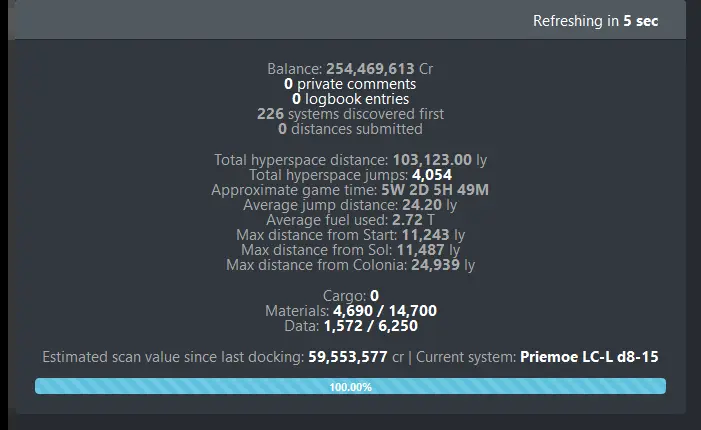 Refreshing in 5 sec
Balance: 254,469,613 Cr
0 private comments
0 logbook entries
226 systems discovered first
0 distances submitted
Total hyperspace distance: 103,123.00 ly
Total hyperspace jumps: 4,054
Approximate game time: 5W 2D 5H 49M
Average jump distance: 24.20 ly
Average fuel used: 2.72 T
Max distance from Start: 11,243 ly
Max distance from Sol: 11,487 ly
Max distance from Colonia: 24,939 ly
Cargo: 0
Materials: 4,690 / 14,700
Data: 1,572 / 6,250
Estimated scan value since last docking: 59,553,577 cr | Current system: Priemoe LC-L d8-15
100.00%